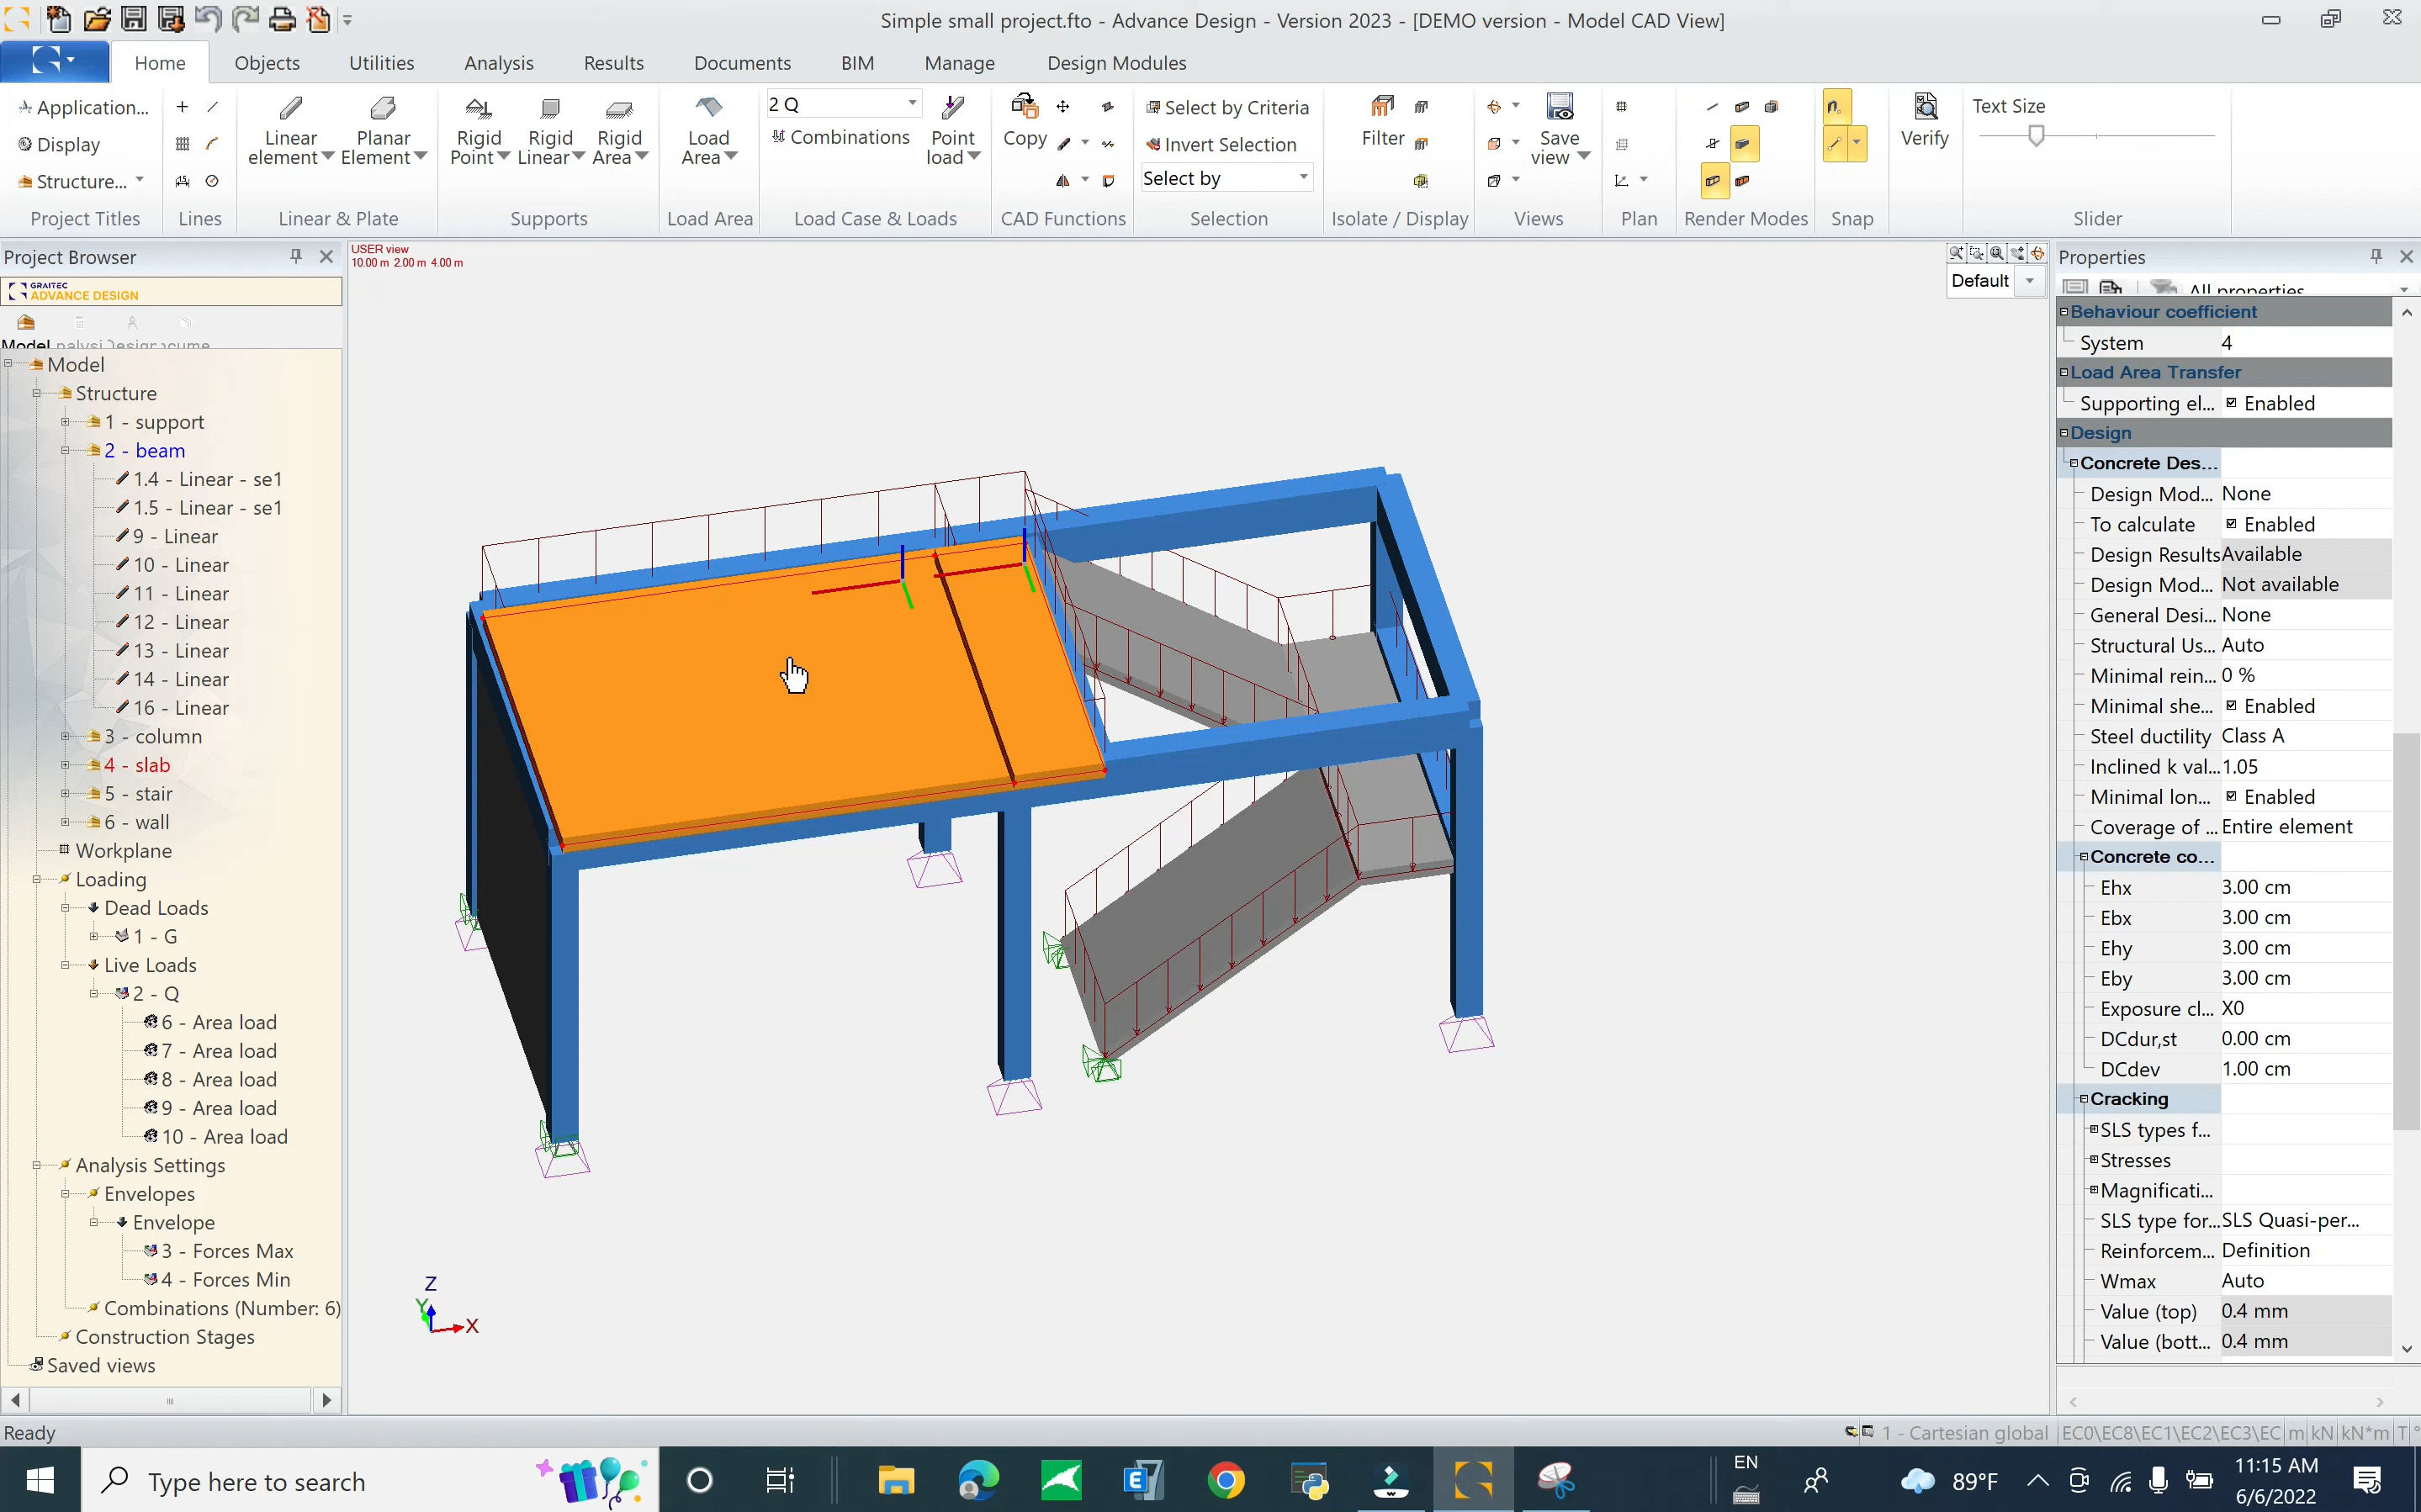 Simple small project.fto - Advance Design - Version 2023 - [DEMO version - Model CAD View]
Home Objects Utilities Analysis Results Documents BIM Manage Design Modules
Application...
Display
Structure...
Project Titles
Lines
Linear element
Planar Element
Linear & Plate
Rigid Point
Rigid Linear
Rigid Area
Supports
Load Area
Load Area
2 Q
Combinations
Point load
Load Case & Loads
Copy
CAD Functions
Select by Criteria
Invert Selection
Select by
Selection
Filter
Isolate / Display
Save view
Views
Plan
Render Modes
Snap
Verify
Text Size
Slider
Project Browser
GRAITEC
ADVANCE DESIGN
Model
Model
Structure
1 - support
2 - beam
1.4 - Linear - se1
1.5 - Linear - se1
9 - Linear
10 - Linear
11 - Linear
12 - Linear
13 - Linear
14 - Linear
16 - Linear
3 - column
4 - slab
5 - stair
6 - wall
Workplane
Loading
Dead Loads
1 - G
Live Loads
2 - Q
6 - Area load
7 - Area load
8 - Area load
9 - Area load
10 - Area load
Analysis Settings
Envelopes
Envelope
3 - Forces Max
4 - Forces Min
Combinations (Number: 6)
Construction Stages
Saved views
USER view
10.00 m 2.00 m 4.00 m
Default
Z
Y
X
Properties
All properties
Behaviour coefficient
System 4
Load Area Transfer
Supporting el... Enabled
Design
Concrete Des...
Design Mod... None
To calculate Enabled
Design Results Available
Design Mod... Not available
General Desi... None
Structural Us... Auto
Minimal rein... 0 %
Minimal she... Enabled
Steel ductility Class A
Inclined k val... 1.05
Minimal lon... Enabled
Coverage of ... Entire element
Concrete co...
Ehx 3.00 cm
Ebx 3.00 cm
Ehy 3.00 cm
Eby 3.00 cm
Exposure cl... X0
DCdur,st 0.00 cm
DCdev 1.00 cm
Cracking
SLS types f...
Stresses
Magnificati...
SLS type for... SLS Quasi-per...
Reinforcem... Definition
Wmax Auto
Value (top) 0.4 mm
Value (bott... 0.4 mm
Ready
1 - Cartesian global EC0\EC8\EC1\EC2\EC3\EC m kN kN*m T °
Type here to search
EN
89°F
11:15 AM
6/6/2022